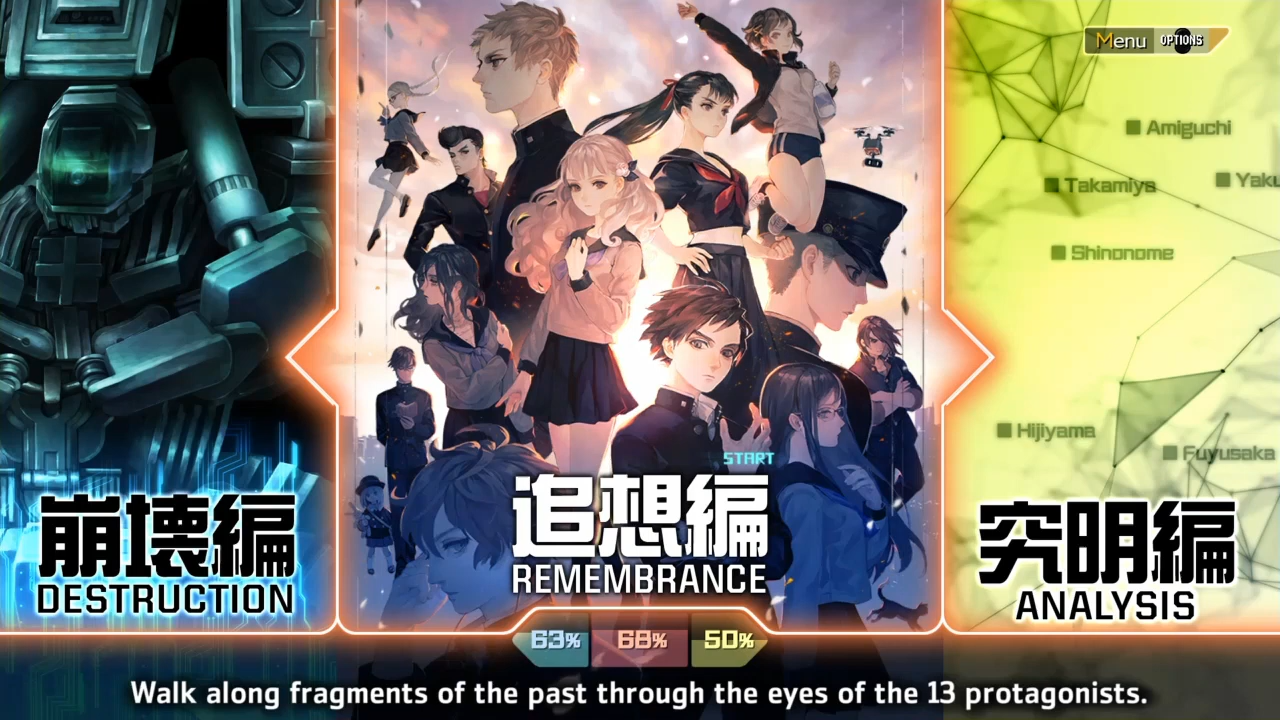 Menu OPTIONS
Amiguchi
Takamiya
Yaku
Shinonome
Hijiyama
Fuyusaka
START
崩壊編
DESTRUCTION
追想編
REMEMBRANCE
究明編
ANALYSIS
63% 68% 50%
Walk along fragments of the past through the eyes of the 13 protagonists.